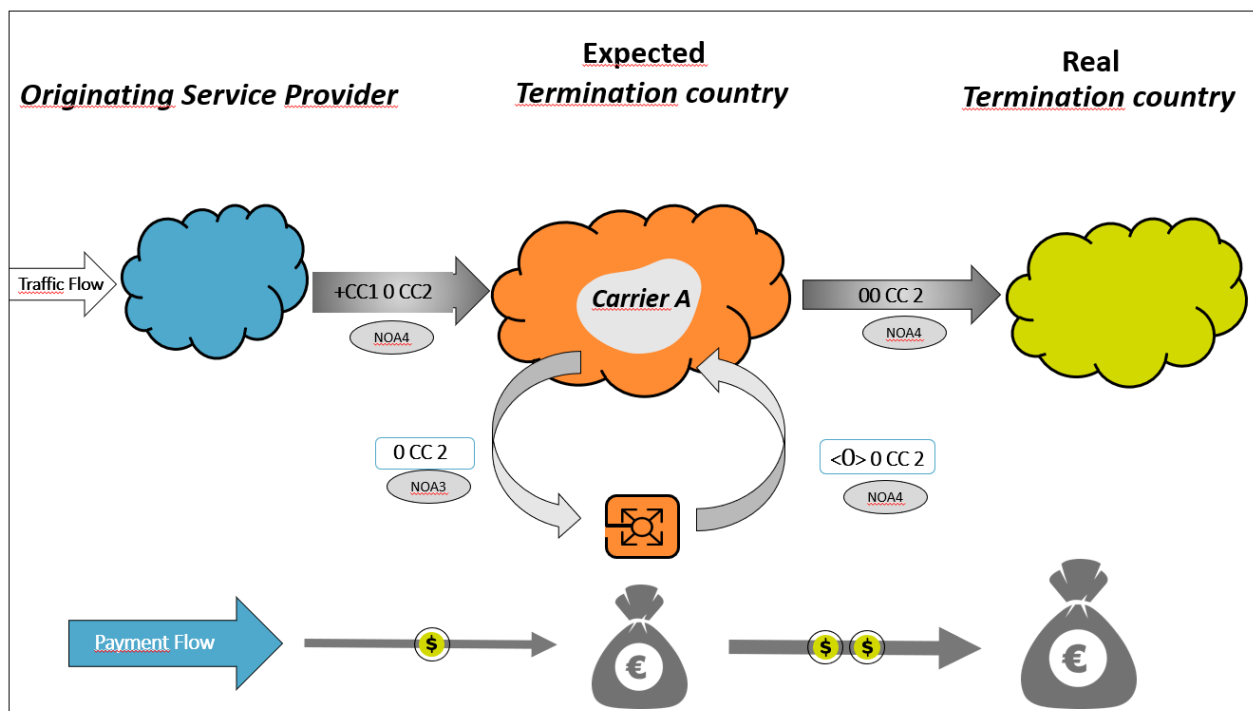 Originating Service Provider
Expected
Termination country
Real
Termination country
Traffic Flow
+CC1 0 CC2
NOA4
Carrier A
00 CC 2
NOA4
0 CC 2
NOA3
<0> 0 CC 2
NOA4
Payment Flow
$
€
$ $
€